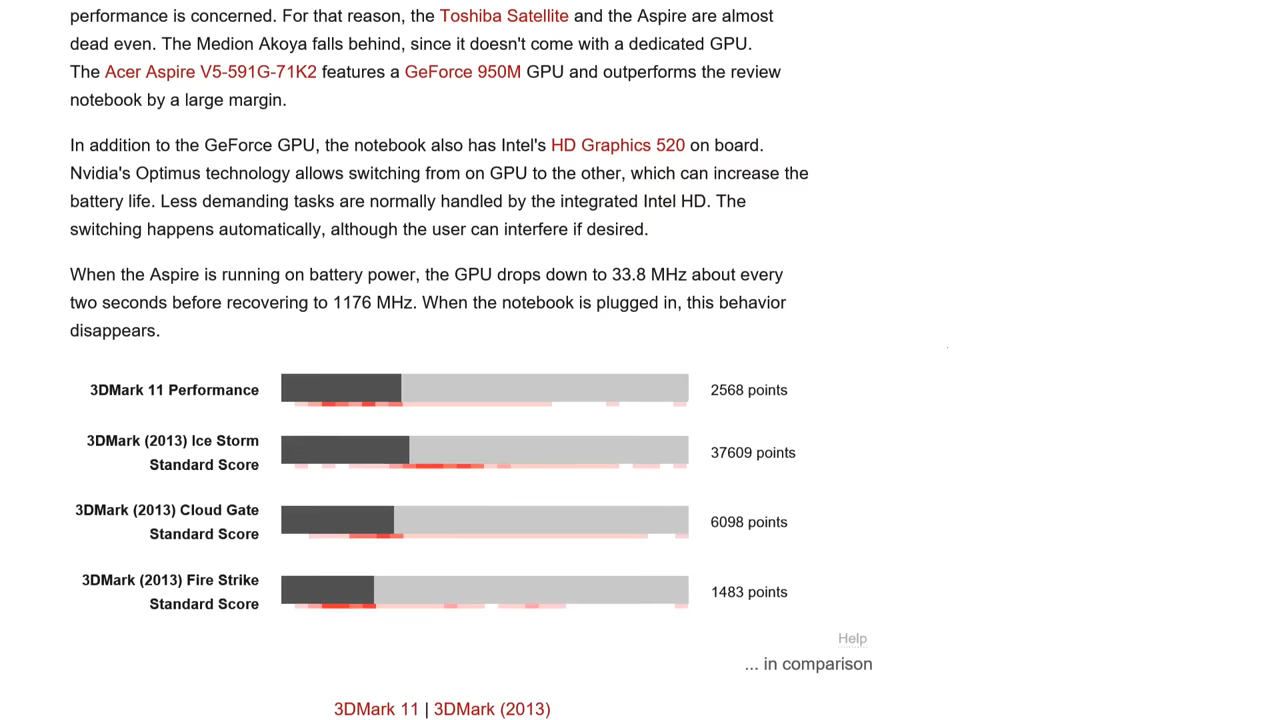 performance is concerned. For that reason, the Toshiba Satellite and the Aspire are almost
dead even. The Medion Akoya falls behind, since it doesn't come with a dedicated GPU.
The Acer Aspire V5-591G-71K2 features a GeForce 950M GPU and outperforms the review
notebook by a large margin.
In addition to the GeForce GPU, the notebook also has Intel's HD Graphics 520 on board.
Nvidia's Optimus technology allows switching from on GPU to the other, which can increase the
battery life. Less demanding tasks are normally handled by the integrated Intel HD. The
switching happens automatically, although the user can interfere if desired.
When the Aspire is running on battery power, the GPU drops down to 33.8 MHz about every
two seconds before recovering to 1176 MHz. When the notebook is plugged in, this behavior
disappears.
3DMark 11 Performance 2568 points
3DMark (2013) Ice Storm
Standard Score 37609 points
3DMark (2013) Cloud Gate
Standard Score 6098 points
3DMark (2013) Fire Strike
Standard Score 1483 points
Help
... in comparison
3DMark 11 | 3DMark (2013)